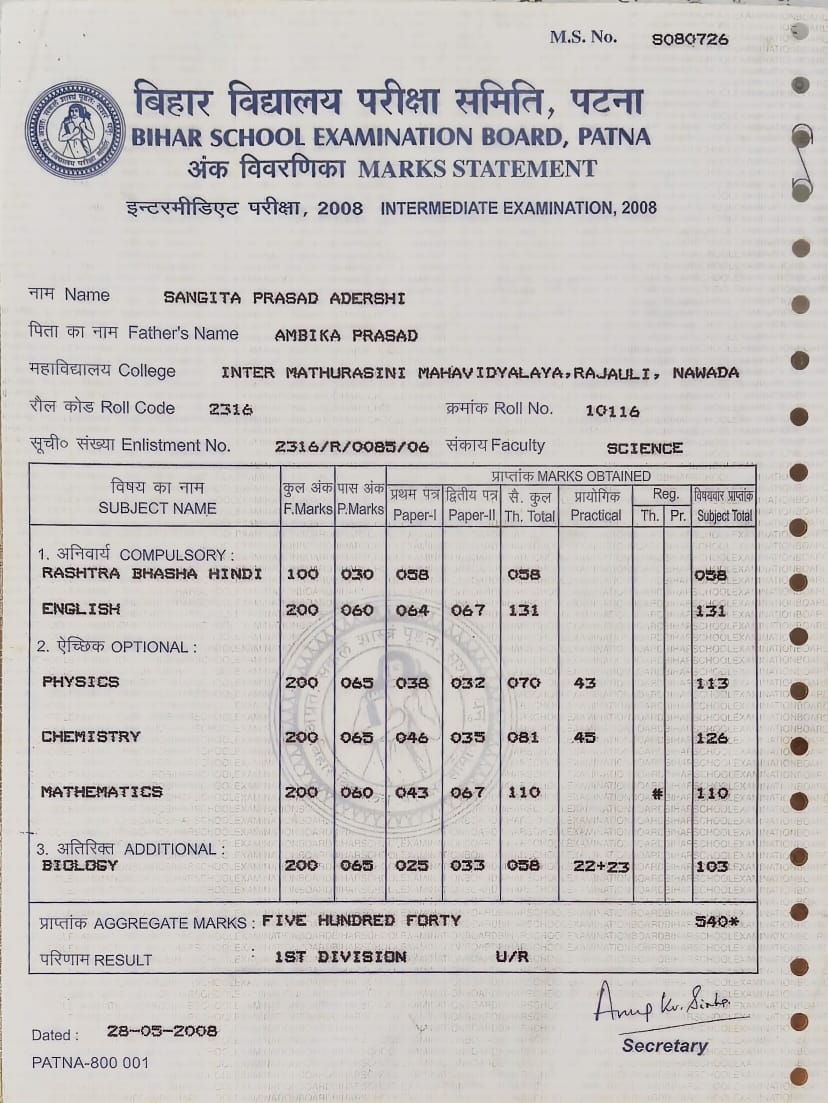 M.S. No. S080726
बिहार विद्यालय परीक्षा समिति, पटना
BIHAR SCHOOL EXAMINATION BOARD, PATNA
अंक विवरणिका MARKS STATEMENT
इन्टरमीडिएट परीक्षा, 2008 INTERMEDIATE EXAMINATION, 2008
नाम Name SANGITA PRASAD ADERSHI
पिता का नाम Father's Name AMBIKA PRASAD
महाविद्यालय College INTER MATHURASINI MAHAVIDYALAYA,RAJAULI, NAWADA
रौल कोड Roll Code 2316 क्रमांक Roll No. 10116
सूची० संख्या Enlistment No. 2316/R/0085/06 संकाय Faculty SCIENCE
प्राप्तांक MARKS OBTAINED
विषय का नाम कुल अंक पास अंक प्रथम पत्र द्वितीय पत्र सै. कुल प्रायोगिक Reg. विषयवार प्राप्तांक
SUBJECT NAME F.Marks P.Marks Paper-I Paper-II Th. Total Practical Th. Pr. Subject Total
1. अनिवार्य COMPULSORY :
RASHTRA BHASHA HINDI 100 030 058 058 058
ENGLISH 200 060 064 067 131 131
2. ऐच्छिक OPTIONAL :
PHYSICS 200 065 038 032 070 43 113
CHEMISTRY 200 065 046 035 081 45 126
MATHEMATICS 200 060 043 067 110 # 110
3. अतिरिक्त ADDITIONAL :
BIOLOGY 200 065 025 033 058 22+23 103
प्राप्तांक AGGREGATE MARKS : FIVE HUNDRED FORTY 540*
परिणाम RESULT : 1ST DIVISION U/R
Anup Kr. Sinha
Dated : 28-05-2008
Secretary
PATNA-800 001